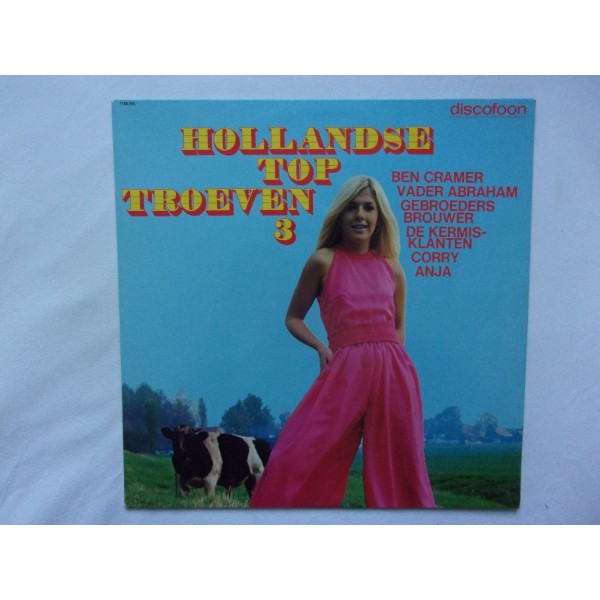 discofoon
HOLLANDSE
TOP
TROEVEN
3
BEN CRAMER
VADER ABRAHAM
GEBROEDERS
BROUWER
DE KERMIS-
KLANTEN
CORRY
ANJA